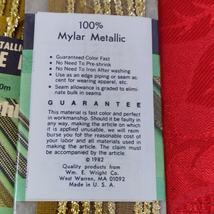 100%
Mylar Metallic
• Guaranteed Color Fast
• No Need To Pre-shrink
• No Need To Iron After washing
• Use as an edge piping or seam ac-
cent for wearing apparel, etc.
• Seam allowance is graded to elim-
inate bulk in seams
GUARANTEE
This material is color fast and perfect
in workmanship. Should it be faulty in
any way, making the article on which
it is applied unusable, we will reim-
burse you for the reasonable cost of
your labor and all materials used in
making the article. The claim must
be accompanied by the article.
© 1982
Quality products from
Wm. E. Wright Co.
West Warren, MA 01092
Made in U. S. A.